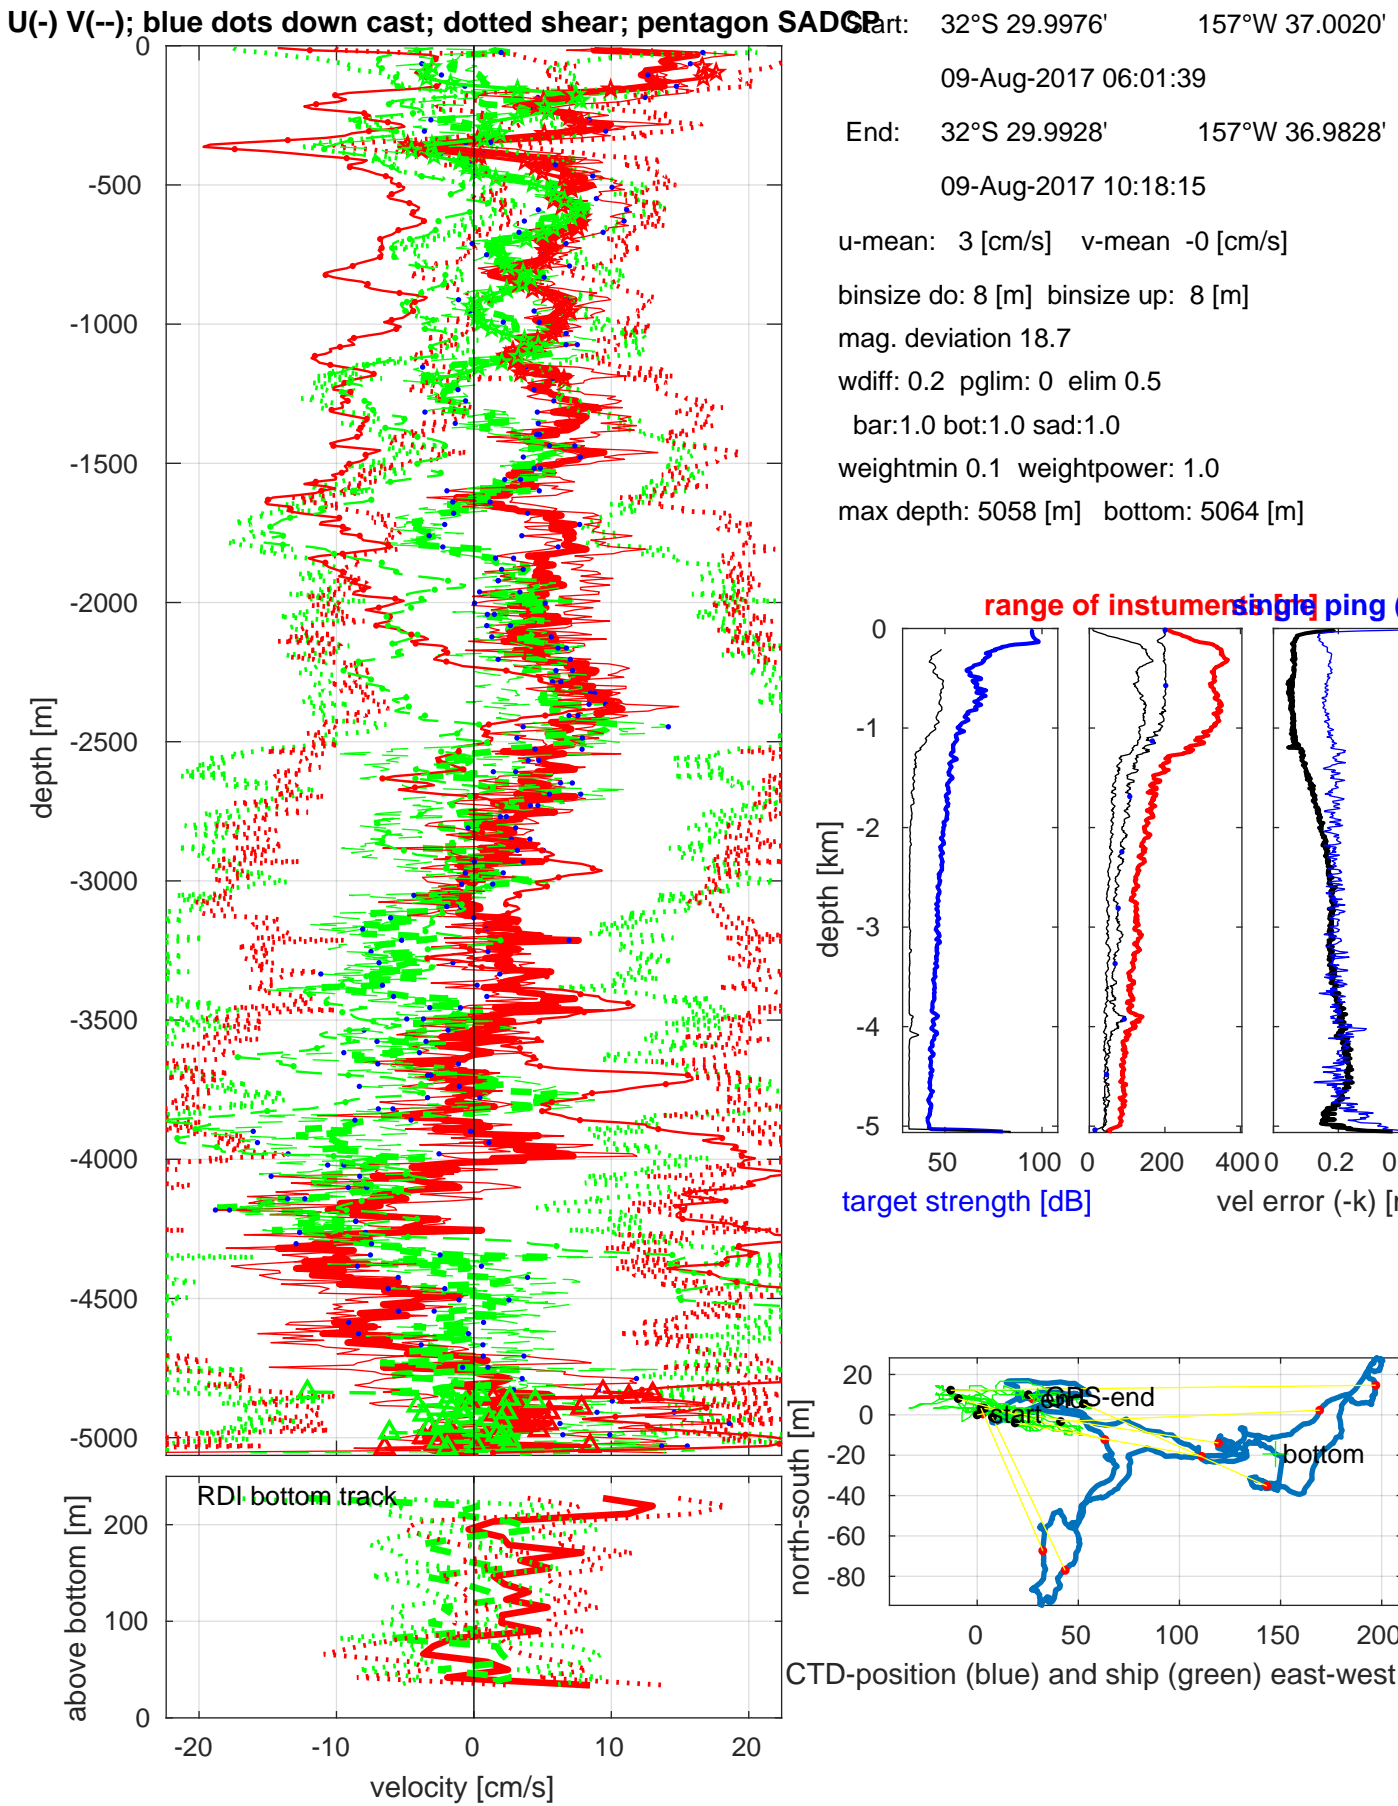 U(-) V(--); blue dots down cast; dotted shear; pentagon SADCP
Start: 32°S 29.9976' 157°W 37.0020'
09-Aug-2017 06:01:39
End: 32°S 29.9928' 157°W 36.9828'
09-Aug-2017 10:18:15
u-mean: 3 [cm/s] v-mean -0 [cm/s]
binsize do: 8 [m] binsize up: 8 [m]
mag. deviation 18.7
wdiff: 0.2 pglim: 0 elim 0.5
bar:1.0 bot:1.0 sad:1.0
weightmin 0.1 weightpower: 1.0
max depth: 5058 [m] bottom: 5064 [m]
0
-500
-1000
-1500
-2000
-2500
-3000
-3500
-4000
-4500
-5000
depth [m]
RDI bottom track
200
100
0
above bottom [m]
-20 -10 0 10 20
velocity [cm/s]
range of instuments [m]
single ping (
0
-1
-2
-3
-4
-5
depth [km]
50 100
target strength [dB]
0 200 400
0 0.2 0
vel error (-k) [
20
0
-20
-40
-60
-80
north-south [m]
start
end
GPS-end
bottom
0 50 100 150 200
CTD-position (blue) and ship (green) east-west